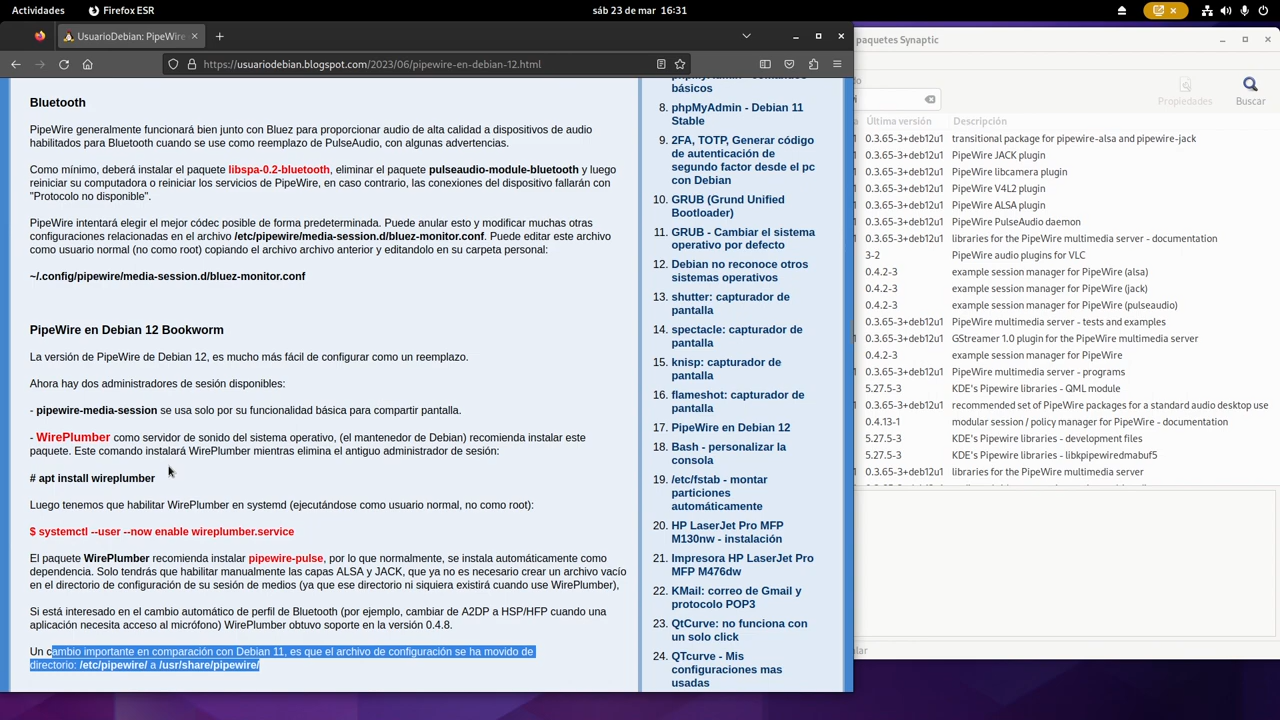 Actividades
Firefox ESR
sáb 23 de mar 16:31
UsuarioDebian: PipeWire
https://usuariodebian.blogspot.com/2023/06/pipewire-en-debian-12.html
Bluetooth
PipeWire generalmente funcionará bien junto con Bluez para proporcionar audio de alta calidad a dispositivos de audio
habilitados para Bluetooth cuando se use como reemplazo de PulseAudio, con algunas advertencias.
Como mínimo, deberá instalar el paquete libspa-0.2-bluetooth, eliminar el paquete pulseaudio-module-bluetooth y luego
reiniciar su computadora o reiniciar los servicios de PipeWire, en caso contrario, las conexiones del dispositivo fallarán con
"Protocolo no disponible".
PipeWire intentará elegir el mejor códec posible de forma predeterminada. Puede anular esto y modificar muchas otras
configuraciones relacionadas en el archivo /etc/pipewire/media-session.d/bluez-monitor.conf. Puede editar este archivo
como usuario normal (no como root) copiando el archivo archivo anterior y editandolo en su carpeta personal:
~/.config/pipewire/media-session.d/bluez-monitor.conf
PipeWire en Debian 12 Bookworm
La versión de PipeWire de Debian 12, es mucho más fácil de configurar como un reemplazo.
Ahora hay dos administradores de sesión disponibles:
- pipewire-media-session se usa solo por su funcionalidad básica para compartir pantalla.
- WirePlumber como servidor de sonido del sistema operativo, (el mantenedor de Debian) recomienda instalar este
paquete. Este comando instalará WirePlumber mientras elimina el antiguo administrador de sesión:
# apt install wireplumber
Luego tenemos que habilitar WirePlumber en systemd (ejecutándose como usuario normal, no como root):
$ systemctl --user --now enable wireplumber.service
El paquete WirePlumber recomienda instalar pipewire-pulse, por lo que normalmente, se instala automáticamente como
dependencia. Solo tendrás que habilitar manualmente las capas ALSA y JACK, que ya no es necesario crear un archivo vacío
en el directorio de configuración de su sesión de medios (ya que ese directorio ni siquiera existirá cuando use WirePlumber),
Si está interesado en el cambio automático de perfil de Bluetooth (por ejemplo, cambiar de A2DP a HSP/HFP cuando una
aplicación necesita acceso al micrófono) WirePlumber obtuvo soporte en la versión 0.4.8.
Un cambio importante en comparación con Debian 11, es que el archivo de configuración se ha movido de
directorio: /etc/pipewire/ a /usr/share/pipewire/
phpMyAdmin - comandos
básicos
8. phpMyAdmin - Debian 11
Stable
9. 2FA, TOTP, Generar código
de autenticación de
segundo factor desde el pc
con Debian
10. GRUB (Grund Unified
Bootloader)
11. GRUB - Cambiar el sistema
operativo por defecto
12. Debian no reconoce otros
sistemas operativos
13. shutter: capturador de
pantalla
14. spectacle: capturador de
pantalla
15. knisp: capturador de
pantalla
16. flameshot: capturador de
pantalla
17. PipeWire en Debian 12
18. Bash - personalizar la
consola
19. /etc/fstab - montar
particiones
automáticamente
20. HP LaserJet Pro MFP
M130nw - instalación
21. Impresora HP LaserJet Pro
MFP M476dw
22. KMail: correo de Gmail y
protocolo POP3
23. QtCurve: no funciona con
un solo click
24. QTcurve - Mis
configuraciones mas
usadas
paquetes Synaptic
Propiedades
Buscar
Última versión Descripción
0.3.65-3+deb12u1 transitional package for pipewire-alsa and pipewire-jack
0.3.65-3+deb12u1 PipeWire JACK plugin
0.3.65-3+deb12u1 PipeWire libcamera plugin
0.3.65-3+deb12u1 PipeWire V4L2 plugin
0.3.65-3+deb12u1 PipeWire ALSA plugin
0.3.65-3+deb12u1 PipeWire PulseAudio daemon
0.3.65-3+deb12u1 libraries for the PipeWire multimedia server - documentation
3-2 PipeWire audio plugins for VLC
0.4.2-3 example session manager for PipeWire (alsa)
0.4.2-3 example session manager for PipeWire (jack)
0.4.2-3 example session manager for PipeWire (pulseaudio)
0.3.65-3+deb12u1 PipeWire multimedia server - tests and examples
0.3.65-3+deb12u1 GStreamer 1.0 plugin for the PipeWire multimedia server
0.4.2-3 example session manager for PipeWire
0.3.65-3+deb12u1 PipeWire multimedia server - programs
5.27.5-3 KDE's Pipewire libraries - QML module
0.3.65-3+deb12u1 recommended set of PipeWire packages for a standard audio desktop use
0.4.13-1 modular session / policy manager for PipeWire - documentation
5.27.5-3 KDE's Pipewire libraries - development files
5.27.5-3 KDE's Pipewire libraries - libkpipewiredmabuf5
0.3.65-3+deb12u1 libraries for the PipeWire multimedia server